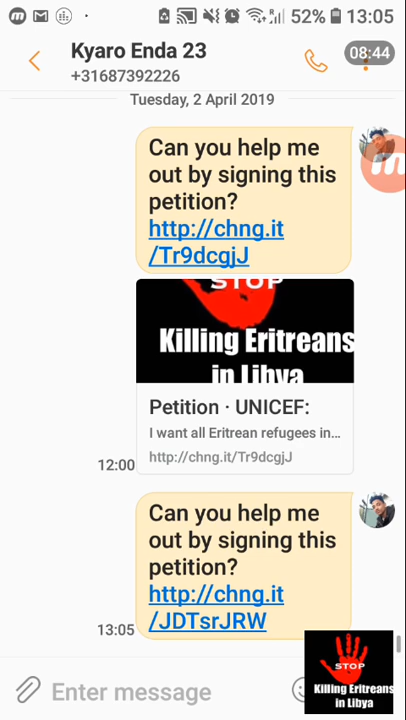 52% 13:05
Kyaro Enda 23
+31687392226
08:44
Tuesday, 2 April 2019
Can you help me
out by signing this
petition?
http://chng.it
/Tr9dcgjJ
STOP
Killing Eritreans
in Libya
Petition · UNICEF:
I want all Eritrean refugees in...
http://chng.it/Tr9dcgjJ
12:00
Can you help me
out by signing this
petition?
http://chng.it
/JDTsrJRW
13:05
Enter message
STOP
Killing Eritreans
in Libya